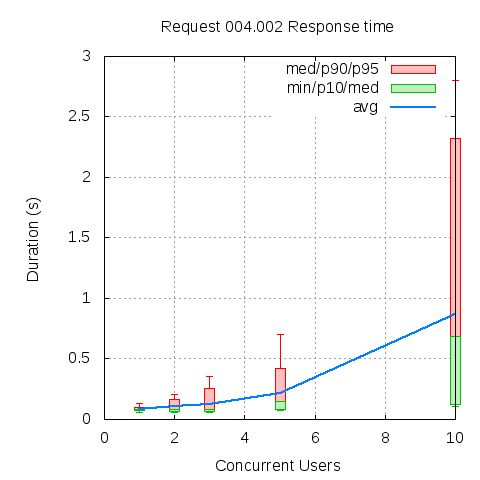 Request 004.002 Response time
med/p90/p95
min/p10/med
avg
3
2.5
2
1.5
1
0.5
0
0 2 4 6 8 10
Duration (s)
Concurrent Users